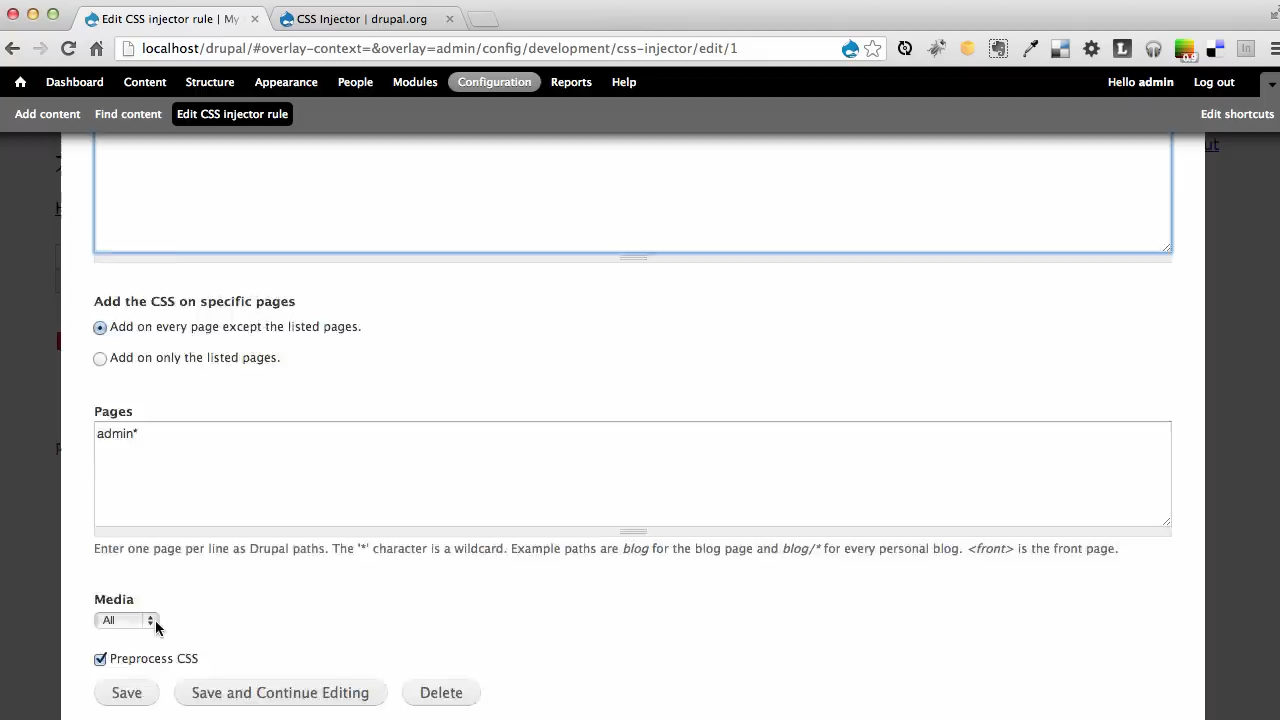 Edit CSS injector rule | My
CSS Injector | drupal.org
localhost/drupal/#overlay-context=&overlay=admin/config/development/css-injector/edit/1
Dashboard Content Structure Appearance People Modules Configuration Reports Help Hello admin Log out
Add content Find content Edit CSS injector rule Edit shortcuts
ut
Add the CSS on specific pages
Add on every page except the listed pages.
Add on only the listed pages.
Pages
admin*
Enter one page per line as Drupal paths. The '*' character is a wildcard. Example paths are blog for the blog page and blog/* for every personal blog. <front> is the front page.
Media
All
Preprocess CSS
Save Save and Continue Editing Delete